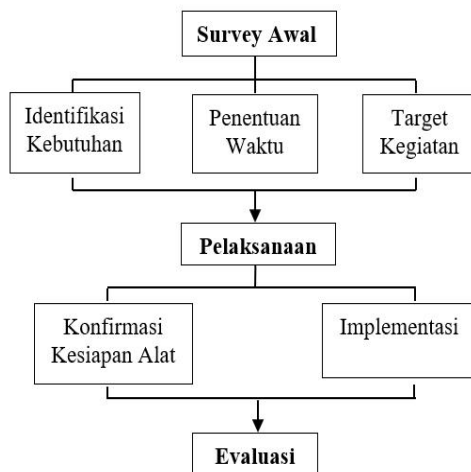 Survey Awal
Identifikasi
Kebutuhan
Penentuan
Waktu
Target
Kegiatan
Pelaksanaan
Konfirmasi
Kesiapan Alat
Implementasi
Evaluasi